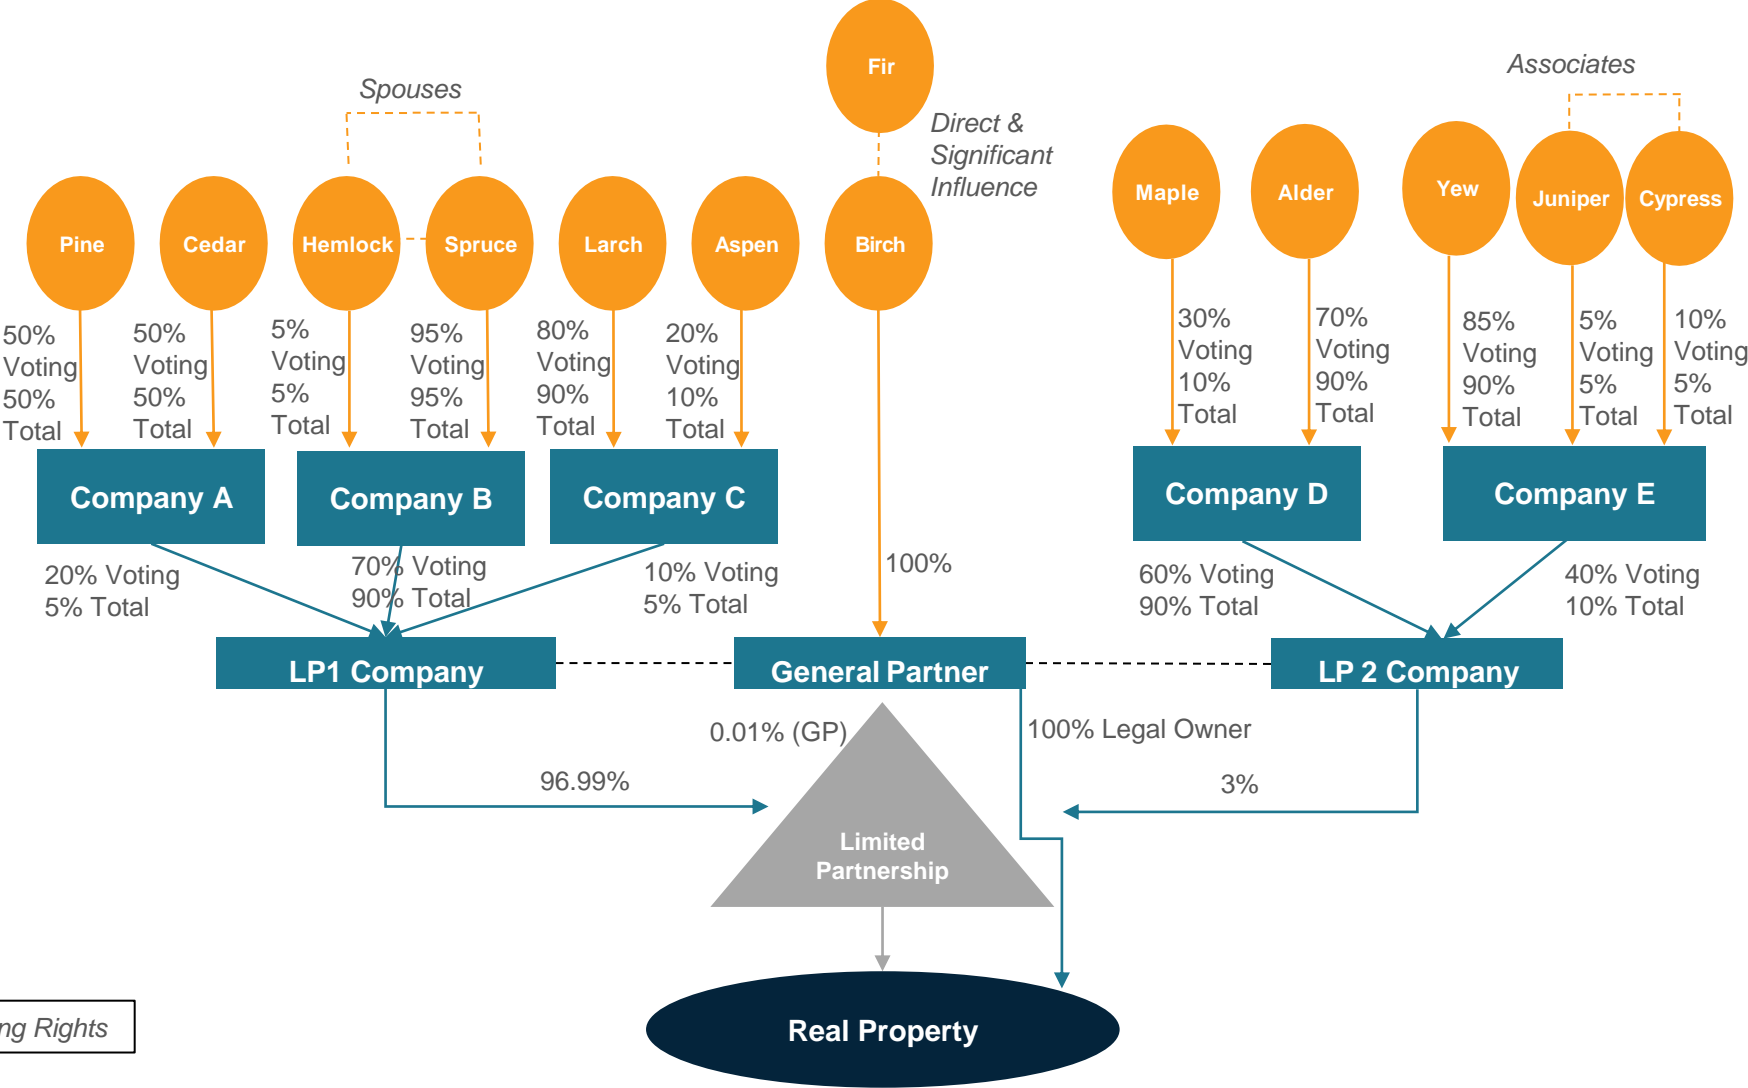 Fir
Spouses
Associates
Direct &
Significant
Influence
Pine
Cedar
Hemlock
Spruce
Larch
Aspen
Birch
Maple
Alder
Yew
Juniper
Cypress
50%
Voting
50%
Total
50%
Voting
50%
Total
5%
Voting
5%
Total
95%
Voting
95%
Total
80%
Voting
90%
Total
20%
Voting
10%
Total
30%
Voting
10%
Total
70%
Voting
90%
Total
85%
Voting
90%
Total
5%
Voting
5%
Total
10%
Voting
5%
Total
Company A
Company B
Company C
Company D
Company E
20% Voting
5% Total
70% Voting
90% Total
10% Voting
5% Total
100%
60% Voting
90% Total
40% Voting
10% Total
LP1 Company
General Partner
LP 2 Company
0.01% (GP)
100% Legal Owner
96.99%
3%
Limited
Partnership
Real Property
ng Rights